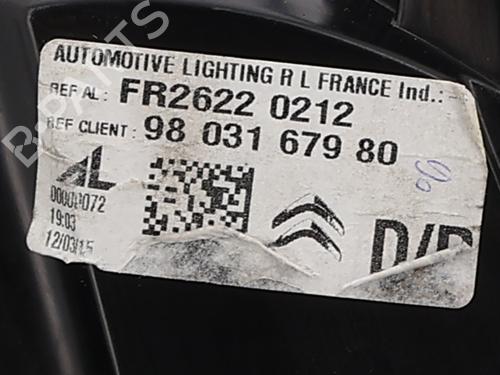 AUTOMOTIVE LIGHTING R L FRANCE Ind.: -
REF AL : FR2622 0212
REF CLIENT : 98 031 679 80
AL
00000072
19:03
12/03/15
B-PARTS